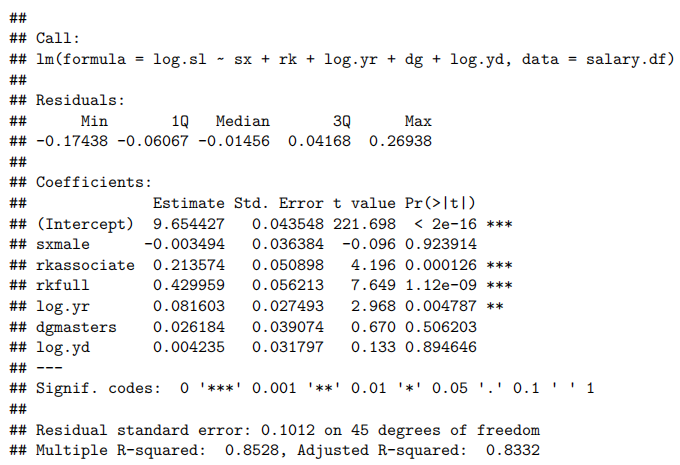 ##
## Call:
## lm(formula = log.sl ~ sx + rk + log.yr + dg + log.yd, data = salary.df)
##
## Residuals:
##      Min       1Q   Median       3Q      Max
## -0.17438 -0.06067 -0.01456  0.04168  0.26938
##
## Coefficients:
##              Estimate Std. Error t value Pr(>|t|)
## (Intercept)  9.654427   0.043548 221.698  < 2e-16 ***
## sxmale      -0.003494   0.036384  -0.096 0.923914
## rkassociate  0.213574   0.050898   4.196 0.000126 ***
## rkfull       0.429959   0.056213   7.649 1.12e-09 ***
## log.yr       0.081603   0.027493   2.968 0.004787 **
## dgmasters    0.026184   0.039074   0.670 0.506203
## log.yd       0.004235   0.031797   0.133 0.894646
## ---
## Signif. codes:  0 '***' 0.001 '**' 0.01 '*' 0.05 '.' 0.1 ' ' 1
##
## Residual standard error: 0.1012 on 45 degrees of freedom
## Multiple R-squared:  0.8528, Adjusted R-squared:  0.8332